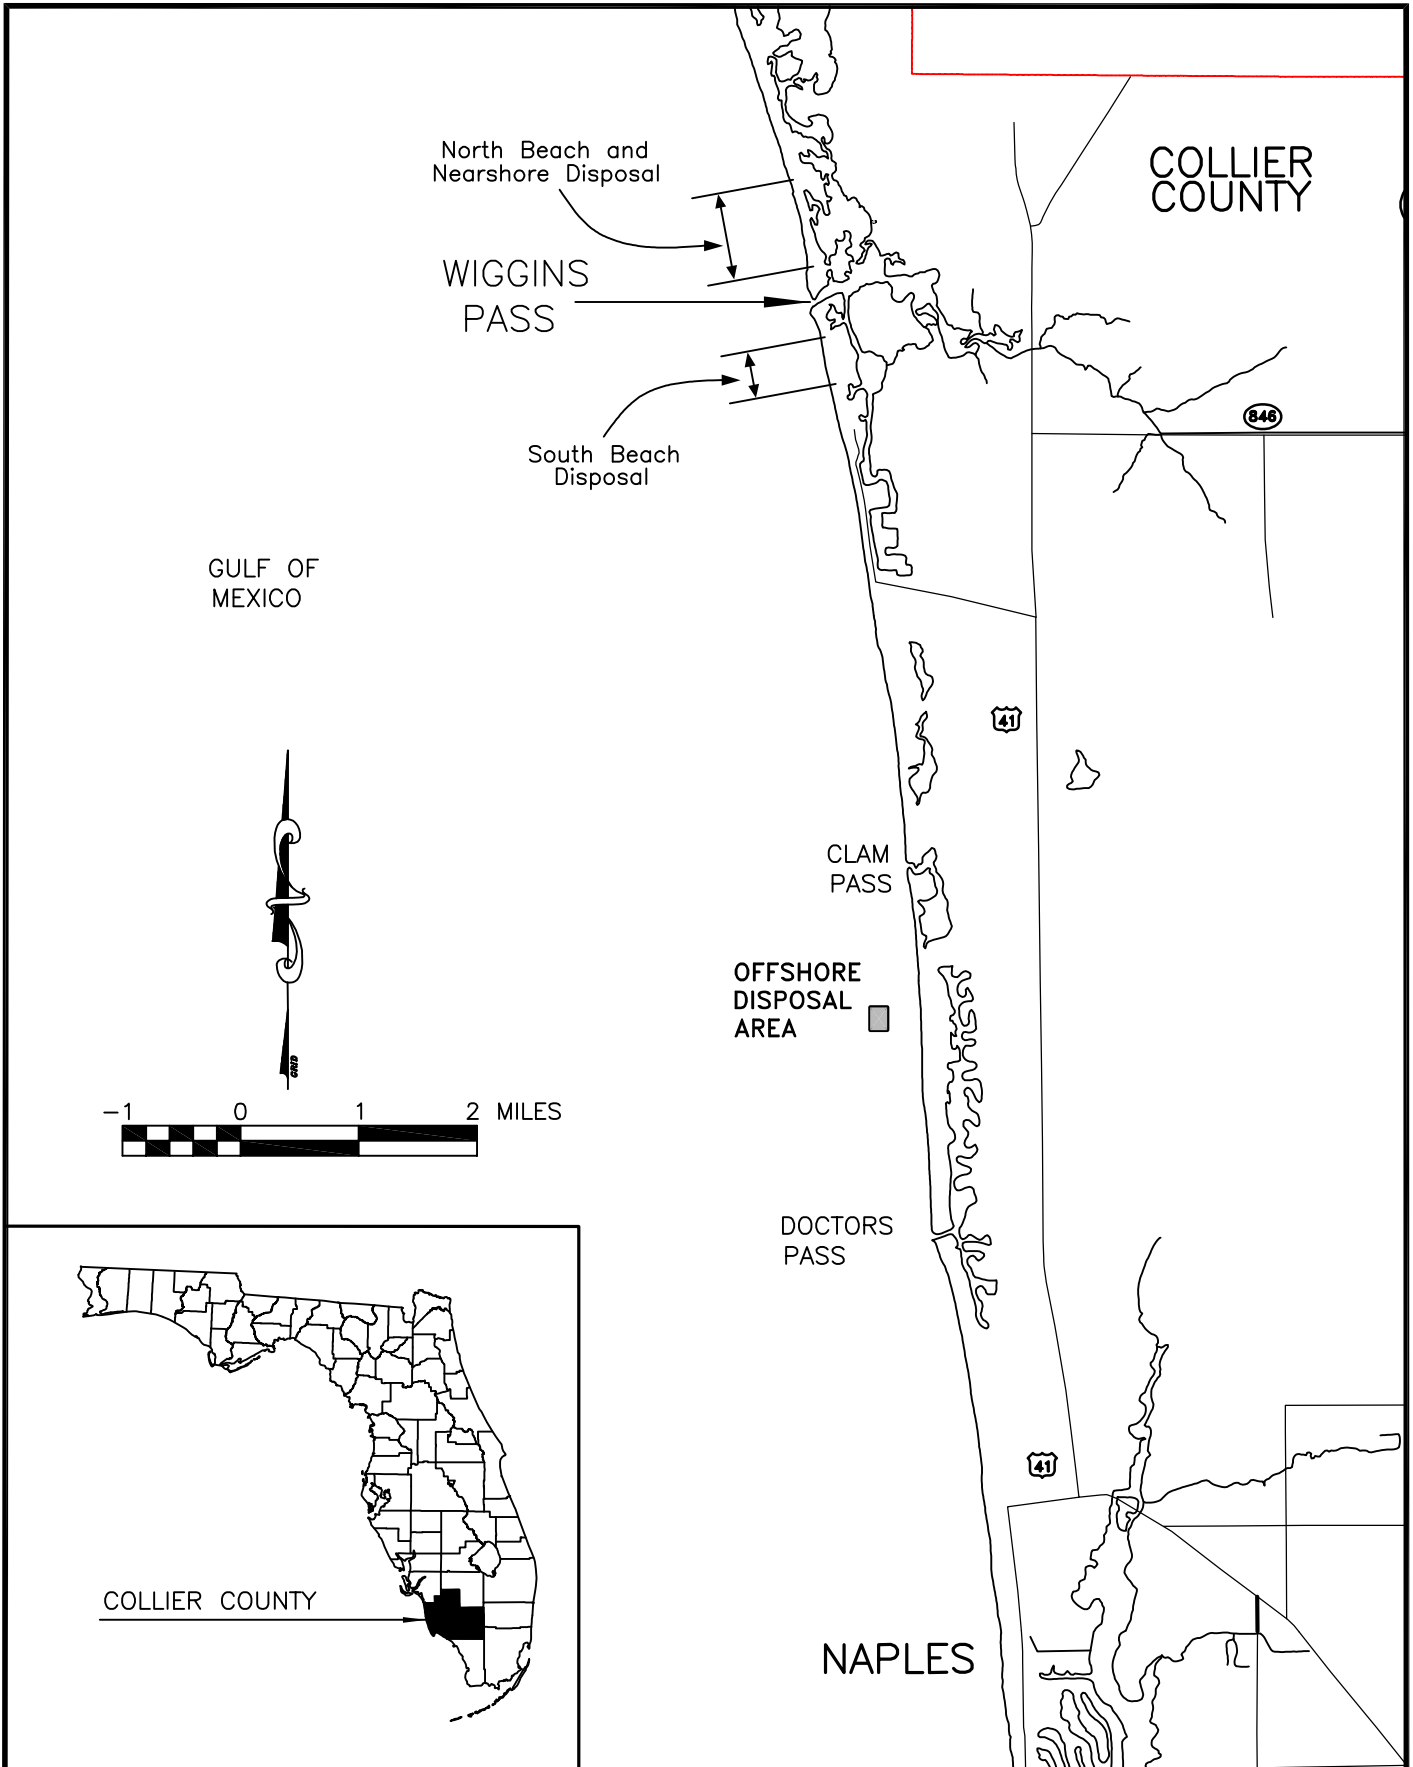 North Beach and
Nearshore Disposal
COLLIER
COUNTY
WIGGINS
PASS
846
South Beach
Disposal
GULF OF
MEXICO
41
CLAM
PASS
OFFSHORE
DISPOSAL
AREA
GRID
-1 0 1 2 MILES
DOCTORS
PASS
41
COLLIER COUNTY
NAPLES